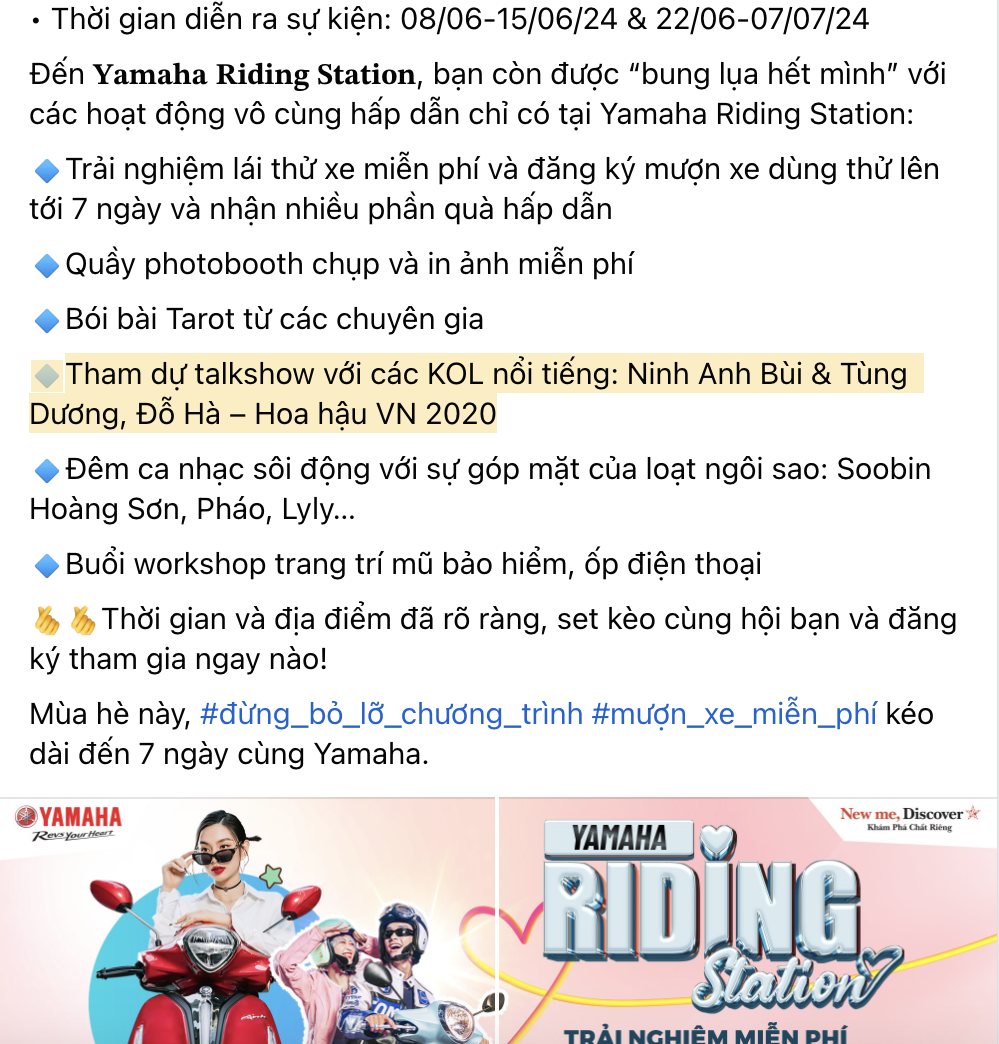 • Thời gian diễn ra sự kiện: 08/06-15/06/24 & 22/06-07/07/24
Đến Yamaha Riding Station, bạn còn được “bung lụa hết mình” với
các hoạt động vô cùng hấp dẫn chỉ có tại Yamaha Riding Station:
🔷Trải nghiệm lái thử xe miễn phí và đăng ký mượn xe dùng thử lên
tới 7 ngày và nhận nhiều phần quà hấp dẫn
🔷Quầy photobooth chụp và in ảnh miễn phí
🔷Bói bài Tarot từ các chuyên gia
🔷Tham dự talkshow với các KOL nổi tiếng: Ninh Anh Bùi & Tùng
Dương, Đỗ Hà – Hoa hậu VN 2020
🔷Đêm ca nhạc sôi động với sự góp mặt của loạt ngôi sao: Soobin
Hoàng Sơn, Pháo, Lyly...
🔷Buổi workshop trang trí mũ bảo hiểm, ốp điện thoại
🫰🫰Thời gian và địa điểm đã rõ ràng, set kèo cùng hội bạn và đăng
ký tham gia ngay nào!
Mùa hè này, #đừng_bỏ_lỡ_chương_trình #mượn_xe_miễn_phí kéo
dài đến 7 ngày cùng Yamaha.
YAMAHA
Revs Your Heart
New me, Discover
Khám Phá Chất Riêng
YAMAHA
RIDING
Station
TRẢI NGHIỆM MIỄN PHÍ